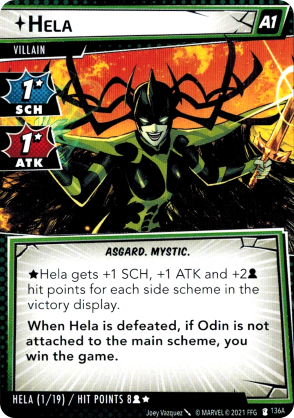 Hela
A1
VILLAIN
1★
SCH
1★
ATK
ASGARD. MYSTIC.
★Hela gets +1 SCH, +1 ATK and +2
hit points for each side scheme in the
victory display.
When Hela is defeated, if Odin is not
attached to the main scheme, you
win the game.
HELA (1/19) / HIT POINTS 8 ★
Joey Vazquez © MARVEL © 2021 FFG 136A